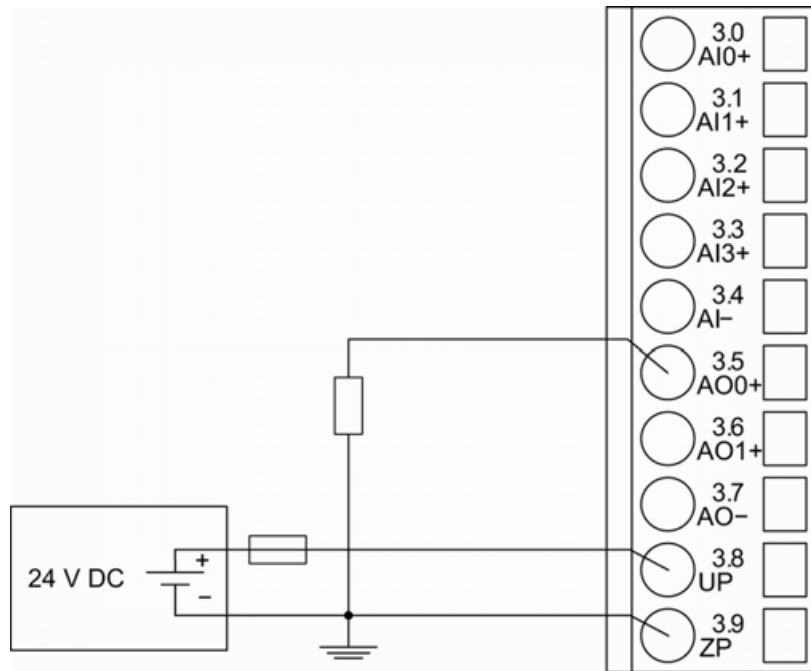 3.0
AI0+
3.1
AI1+
3.2
AI2+
3.3
AI3+
3.4
AI−
3.5
AO0+
3.6
AO1+
3.7
AO−
3.8
UP
3.9
ZP
24 V DC
+
−